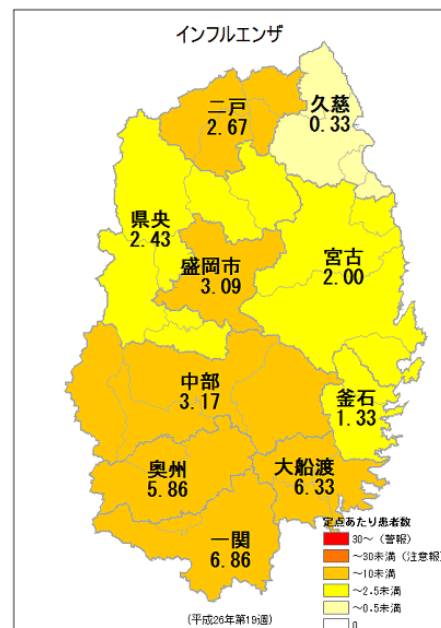 インフルエンザ
二戸
2.67
久慈
0.33
県央
2.43
盛岡市
3.09
宮古
2.00
中部
3.17
釜石
1.33
奥州
5.86
大船渡
6.33
一関
6.86
定点あたり患者数
30～（警報）
～30未満（注意報）
～10未満
～2.5未満
～0.5未満
0
(平成26年第19週)